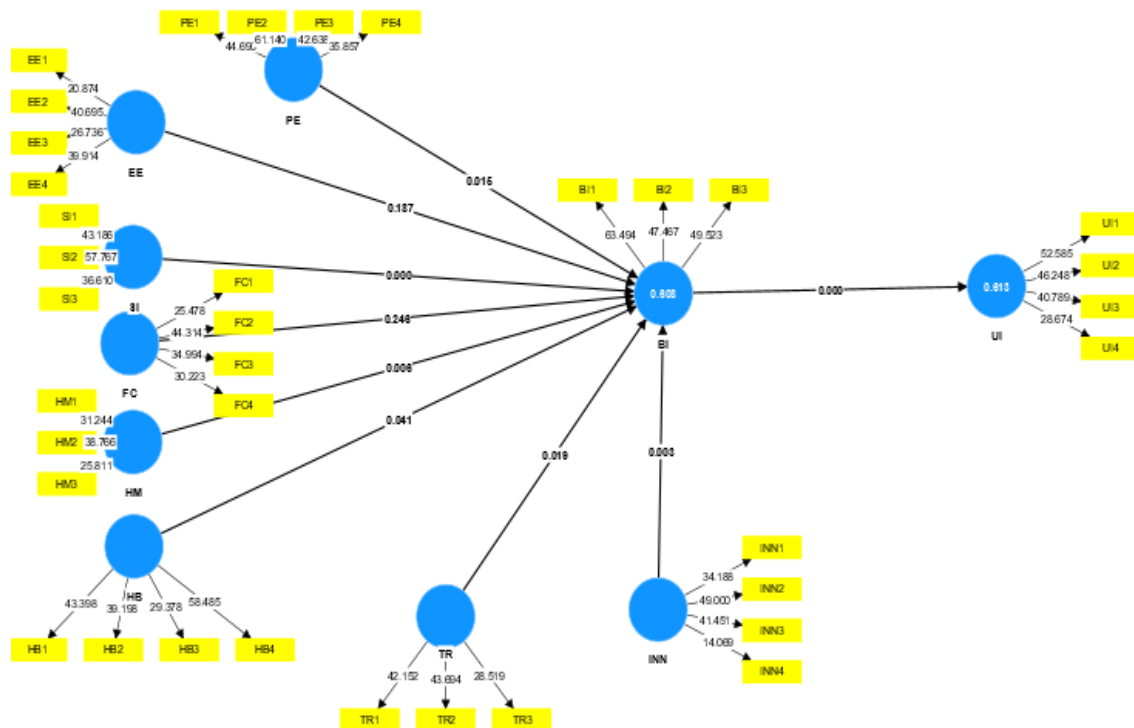 PE1 PE2 PE3 PE4
44.690 61.140 42.638 35.857
PE
EE1
EE2
EE3
EE4
20.874
40.695
26.736
39.914
EE
0.015
0.187
SI1
SI2
SI3
43.186
57.767
36.610
SI
0.000
FC1
FC2
FC3
FC4
25.478
44.314
34.994
30.223
FC
0.246
HM1
HM2
HM3
31.244
38.766
25.811
HM
0.006
0.041
HB
43.398 39.198 29.378 58.485
HB1 HB2 HB3 HB4
BI1 BI2 BI3
63.494 47.467 49.523
0.608
BI
0.000
UI1
UI2
UI3
UI4
52.585
46.248
40.789
28.674
0.613
UI
0.019
0.003
TR
42.152 43.694 28.519
TR1 TR2 TR3
INN1
INN2
INN3
INN4
34.188
49.000
41.451
14.069
INN